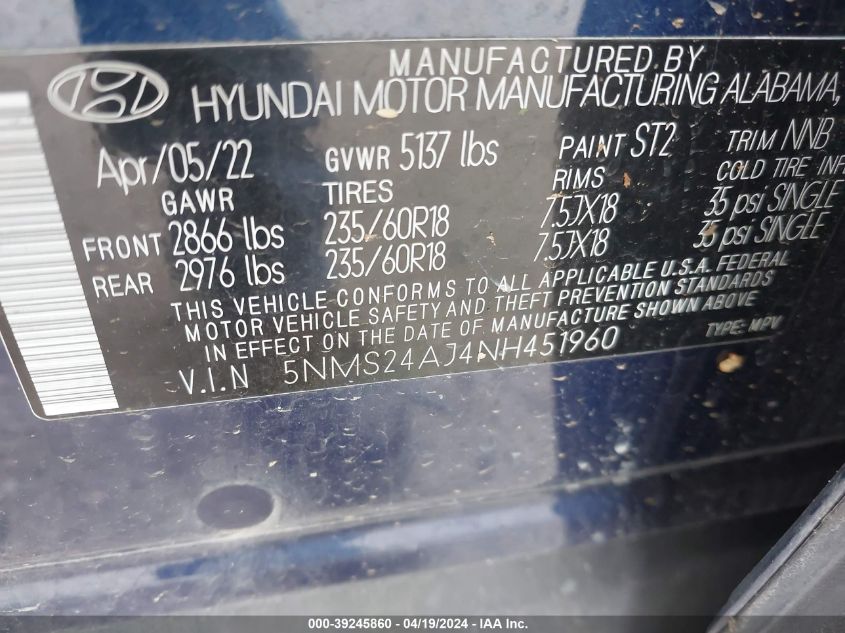 MANUFACTURED BY
HYUNDAI MOTOR MANUFACTURING ALABAMA,
Apr/05/22 GVWR 5137 lbs PAINT ST2 TRIM NNB
GAWR TIRES RIMS COLD TIRE INF
FRONT 2866 lbs 235/60R18 7.5JX18 35 psi SINGLE
REAR 2976 lbs 235/60R18 7.5JX18 35 psi SINGLE
THIS VEHICLE CONFORMS TO ALL APPLICABLE U.S.A. FEDERAL
MOTOR VEHICLE SAFETY AND THEFT PREVENTION STANDARDS
IN EFFECT ON THE DATE OF MANUFACTURE SHOWN ABOVE
V.I.N 5NMS24AJ4NH451960 TYPE: MPV
000-39245860 - 04/19/2024 - IAA Inc.